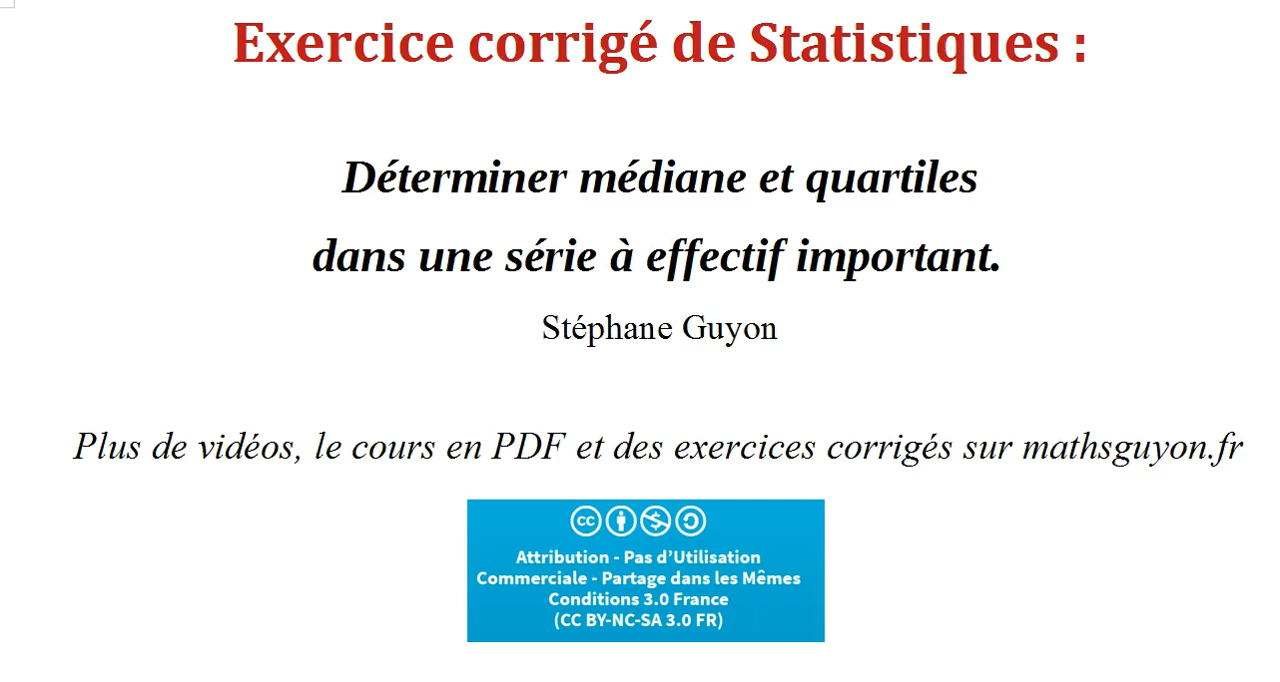 Exercice corrigé de Statistiques :
Déterminer médiane et quartiles
dans une série à effectif important.
Stéphane Guyon
Plus de vidéos, le cours en PDF et des exercices corrigés sur mathsguyon.fr
cc
Attribution - Pas d’Utilisation
Commerciale - Partage dans les Mêmes
Conditions 3.0 France
(CC BY-NC-SA 3.0 FR)